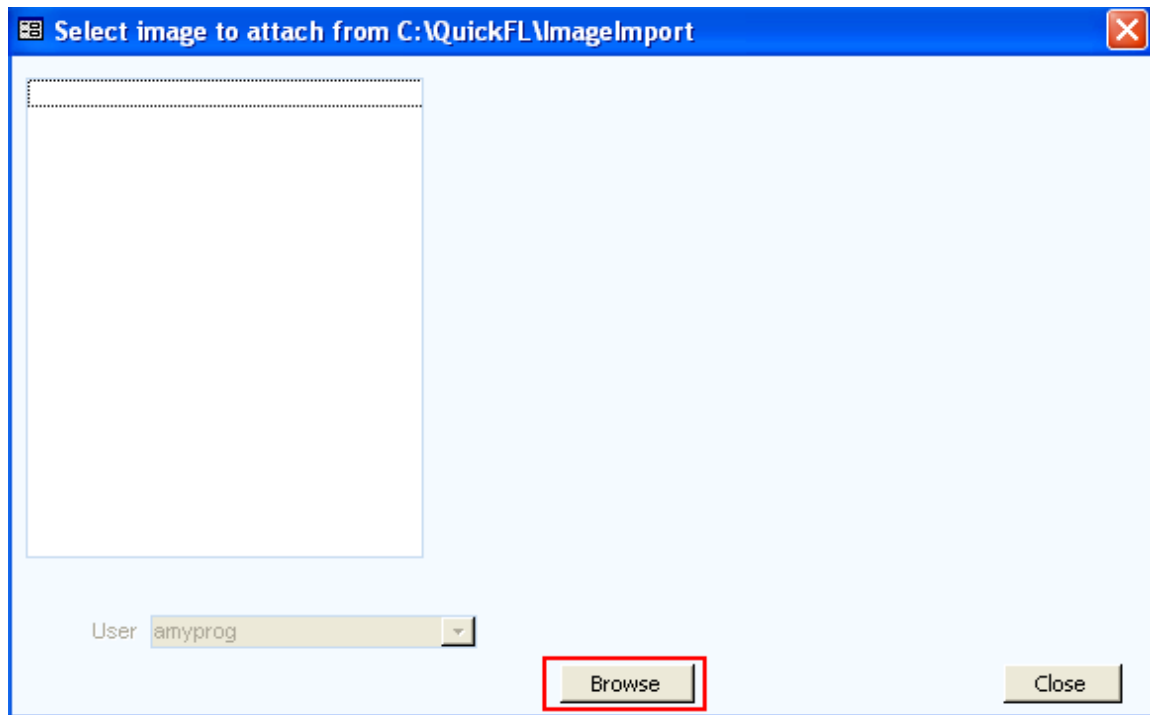 Select image to attach from C:\QuickFL\ImageImport
User amyprog
Browse
Close